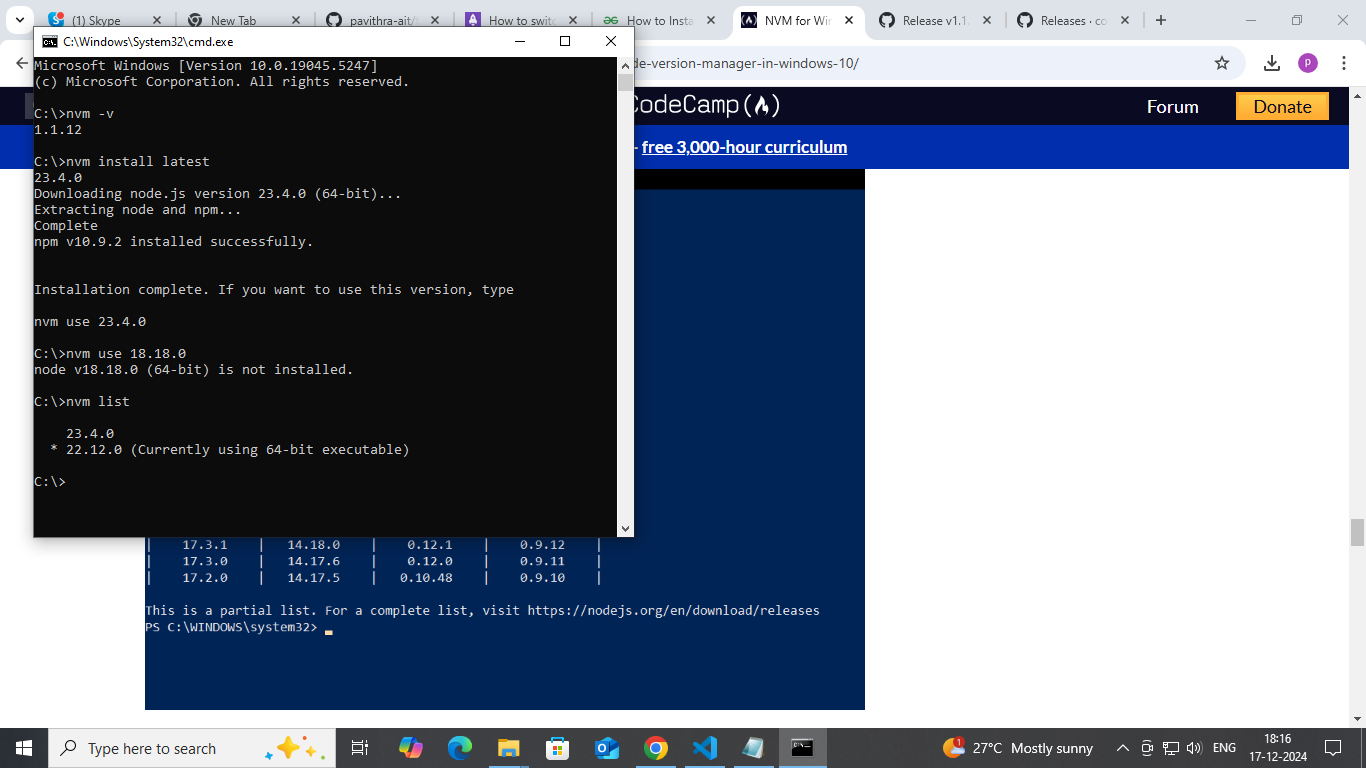 (1) Skype
New Tab
pavithra-ait/
How to swit
How to Insta
NVM for Wi
Release v1.1.
Releases · co
C:\Windows\System32\cmd.exe
de-version-manager-in-windows-10/
p
Microsoft Windows [Version 10.0.19045.5247]
(c) Microsoft Corporation. All rights reserved.
C:\>nvm -v
1.1.12
C:\>nvm install latest
23.4.0
Downloading node.js version 23.4.0 (64-bit)...
Extracting node and npm...
Complete
npm v10.9.2 installed successfully.
Installation complete. If you want to use this version, type
nvm use 23.4.0
C:\>nvm use 18.18.0
node v18.18.0 (64-bit) is not installed.
C:\>nvm list
23.4.0
* 22.12.0 (Currently using 64-bit executable)
C:\>
CodeCamp
Forum
Donate
- free 3,000-hour curriculum
| 17.3.1 | 14.18.0 | 0.12.1 | 0.9.12 |
| 17.3.0 | 14.17.6 | 0.12.0 | 0.9.11 |
| 17.2.0 | 14.17.5 | 0.10.48 | 0.9.10 |
This is a partial list. For a complete list, visit https://nodejs.org/en/download/releases
PS C:\WINDOWS\system32>
Type here to search
1
27°C Mostly sunny
ENG
18:16
17-12-2024